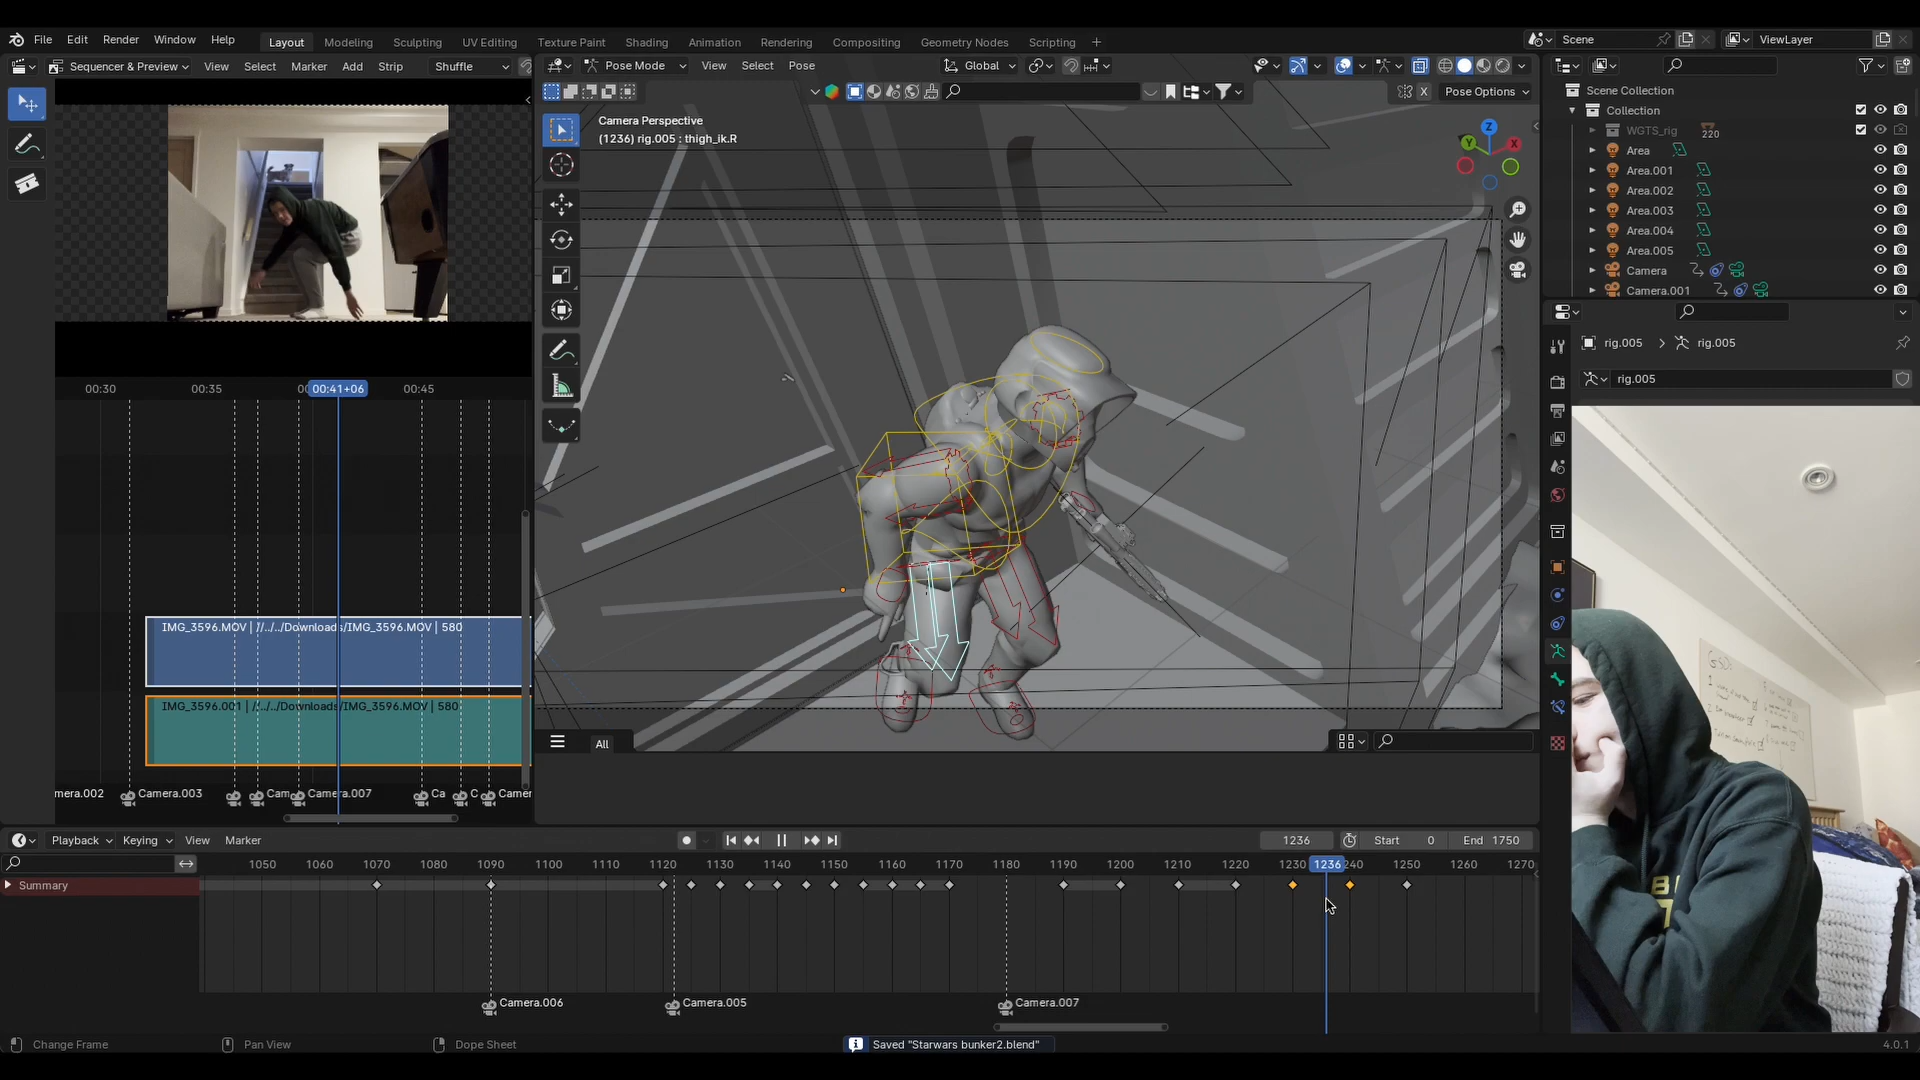 File Edit Render Window Help
Layout Modeling Sculpting UV Editing Texture Paint Shading Animation Rendering Compositing Geometry Nodes Scripting +
Scene
ViewLayer
Sequencer & Preview View Select Marker Add Strip Shuffle
Pose Mode View Select Pose Global
X Pose Options
Camera Perspective
(1236) rig.005 : thigh_ik.R
Z
Y
X
Scene Collection
Collection
WGTS_rig 220
Area
Area.001
Area.002
Area.003
Area.004
Area.005
Camera
Camera.001
rig.005 > rig.005
rig.005
00:30 00:35 00:41+06 00:45
IMG_3596.MOV | //../../Downloads/IMG_3596.MOV | 580
IMG_3596.001 | //../../Downloads/IMG_3596.MOV | 580
mera.002 Camera.003 Cam Camera.007 Ca C Camer
All
Playback Keying View Marker
1236 Start 0 End 1750
1050 1060 1070 1080 1090 1100 1110 1120 1130 1140 1150 1160 1170 1180 1190 1200 1210 1220 1230 1236 240 1250 1260 1270
Summary
Camera.006 Camera.005 Camera.007
Change Frame Pan View Dope Sheet
Saved "Starwars bunker2.blend"
4.0.1